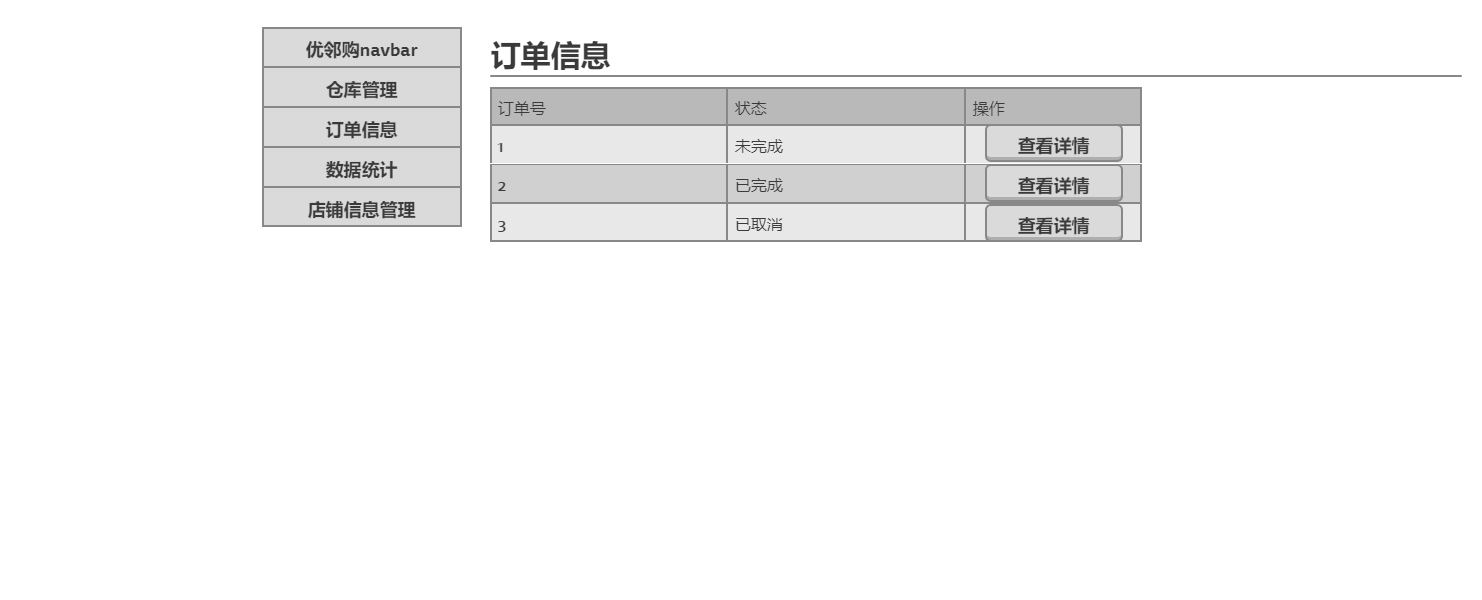 优邻购navbar
仓库管理
订单信息
数据统计
店铺信息管理
订单信息
订单号 状态 操作
1 未完成 查看详情
2 已完成 查看详情
3 已取消 查看详情